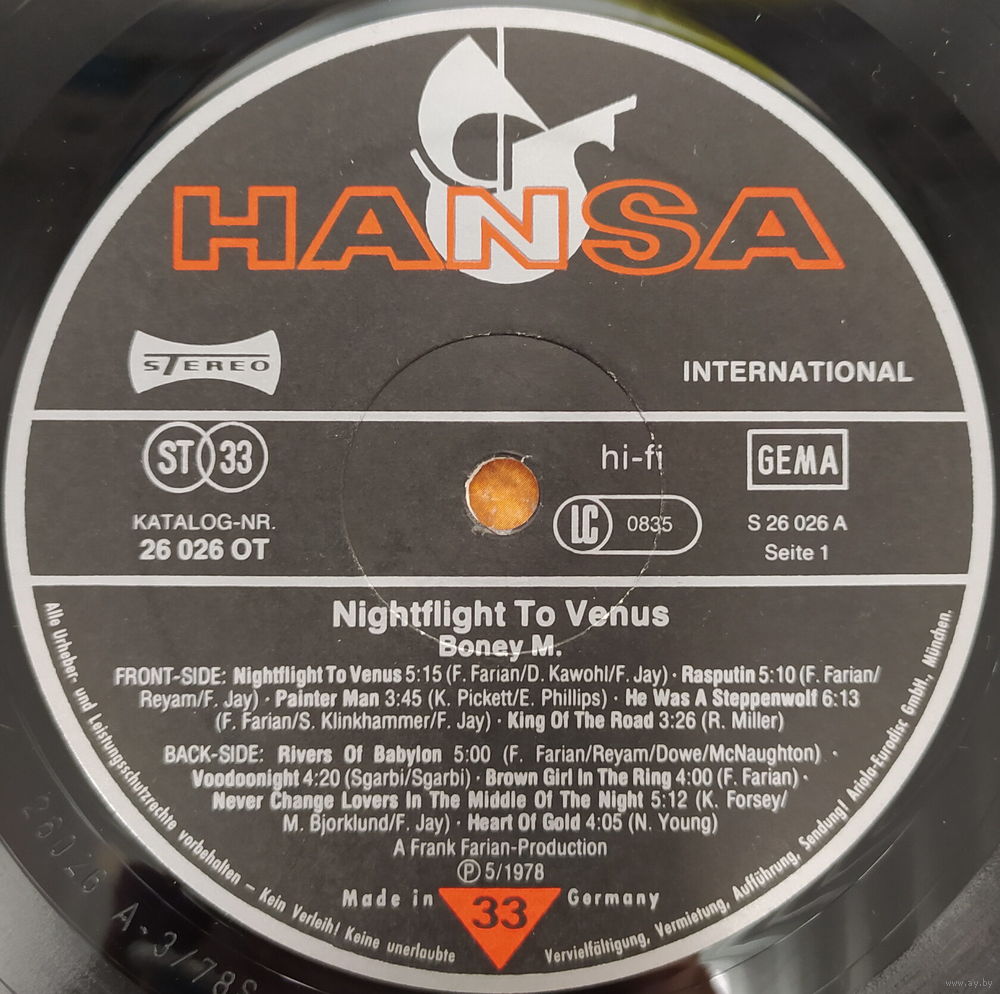 HANSA
STEREO
INTERNATIONAL
ST 33
hi-fi
GEMA
KATALOG-NR.
26 026 OT
LC 0835
S 26 026 A
Seite 1
Nightflight To Venus
Boney M.
FRONT-SIDE: Nightflight To Venus 5:15 (F. Farian/D. Kawohl/F. Jay) · Rasputin 5:10 (F. Farian/
Reyam/F. Jay) · Painter Man 3:45 (K. Pickett/E. Phillips) · He Was A Steppenwolf 6:13
(F. Farian/S. Klinkhammer/F. Jay) · King Of The Road 3:26 (R. Miller)
BACK-SIDE: Rivers Of Babylon 5:00 (F. Farian/Reyam/Dowe/McNaughton) ·
Voodoonight 4:20 (Sgarbi/Sgarbi) · Brown Girl In The Ring 4:00 (F. Farian) ·
Never Change Lovers In The Middle Of The Night 5:12 (K. Forsey/
M. Bjorklund/F. Jay) · Heart Of Gold 4:05 (N. Young)
A Frank Farian-Production
Ⓟ 5/1978
Made in 33 Germany
Alle Urheber- und Leistungsschutzrechte vorbehalten – Kein Verleih! Keine unerlaubte Vervielfältigung, Vermietung, Aufführung, Sendung! Ariola-Eurodisc GmbH., München.
A-3/78S
www.ay.by